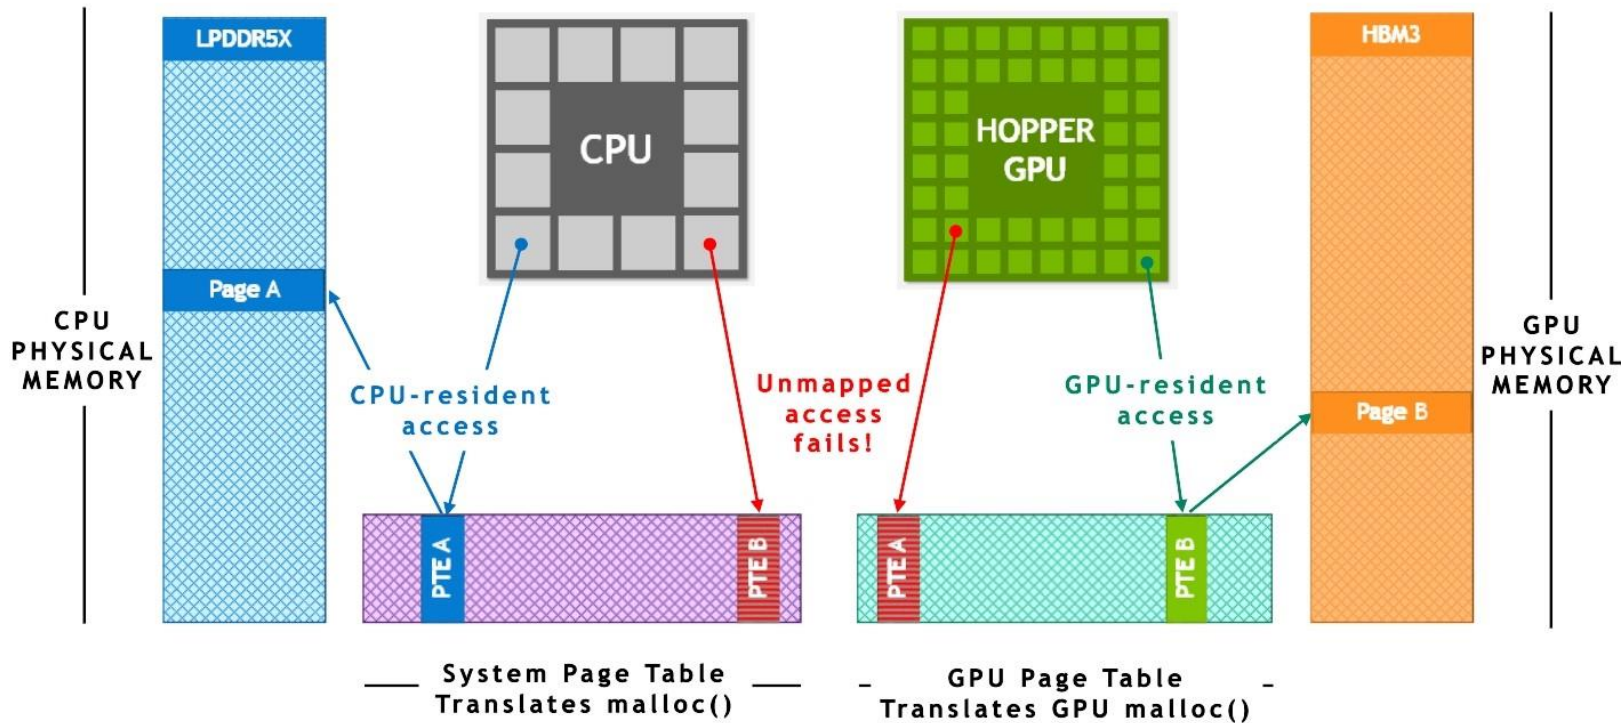 LPDDR5X
Page A
CPU
PHYSICAL
MEMORY
CPU
HOPPER
GPU
HBM3
Page B
GPU
PHYSICAL
MEMORY
CPU-resident
access
Unmapped
access
fails!
GPU-resident
access
PTE A
PTE B
PTE A
PTE B
System Page Table
Translates malloc()
GPU Page Table
Translates GPU malloc()